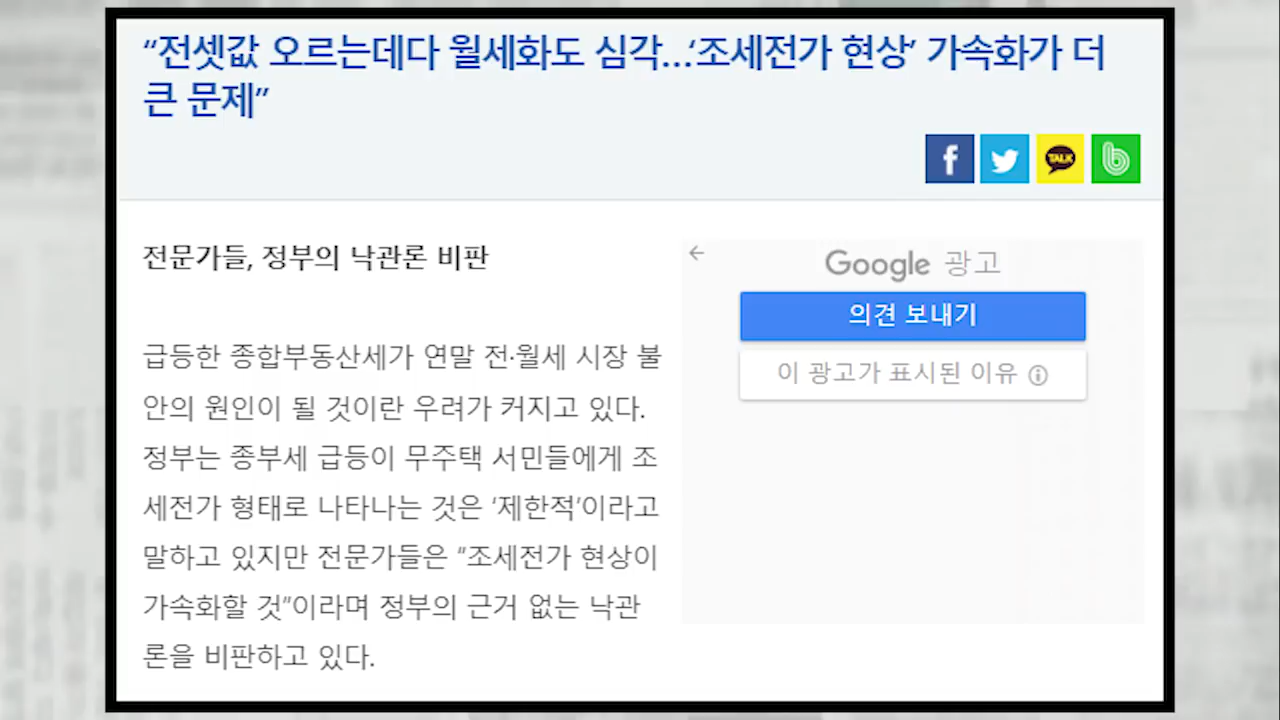 “전셋값 오르는데다 월세화도 심각...‘조세전가 현상’ 가속화가 더
큰 문제”
f
TALK
b
전문가들, 정부의 낙관론 비판
Google 광고
의견 보내기
이 광고가 표시된 이유
급등한 종합부동산세가 연말 전·월세 시장 불
안의 원인이 될 것이란 우려가 커지고 있다.
정부는 종부세 급등이 무주택 서민들에게 조
세전가 형태로 나타나는 것은 ‘제한적’이라고
말하고 있지만 전문가들은 “조세전가 현상이
가속화할 것”이라며 정부의 근거 없는 낙관
론을 비판하고 있다.